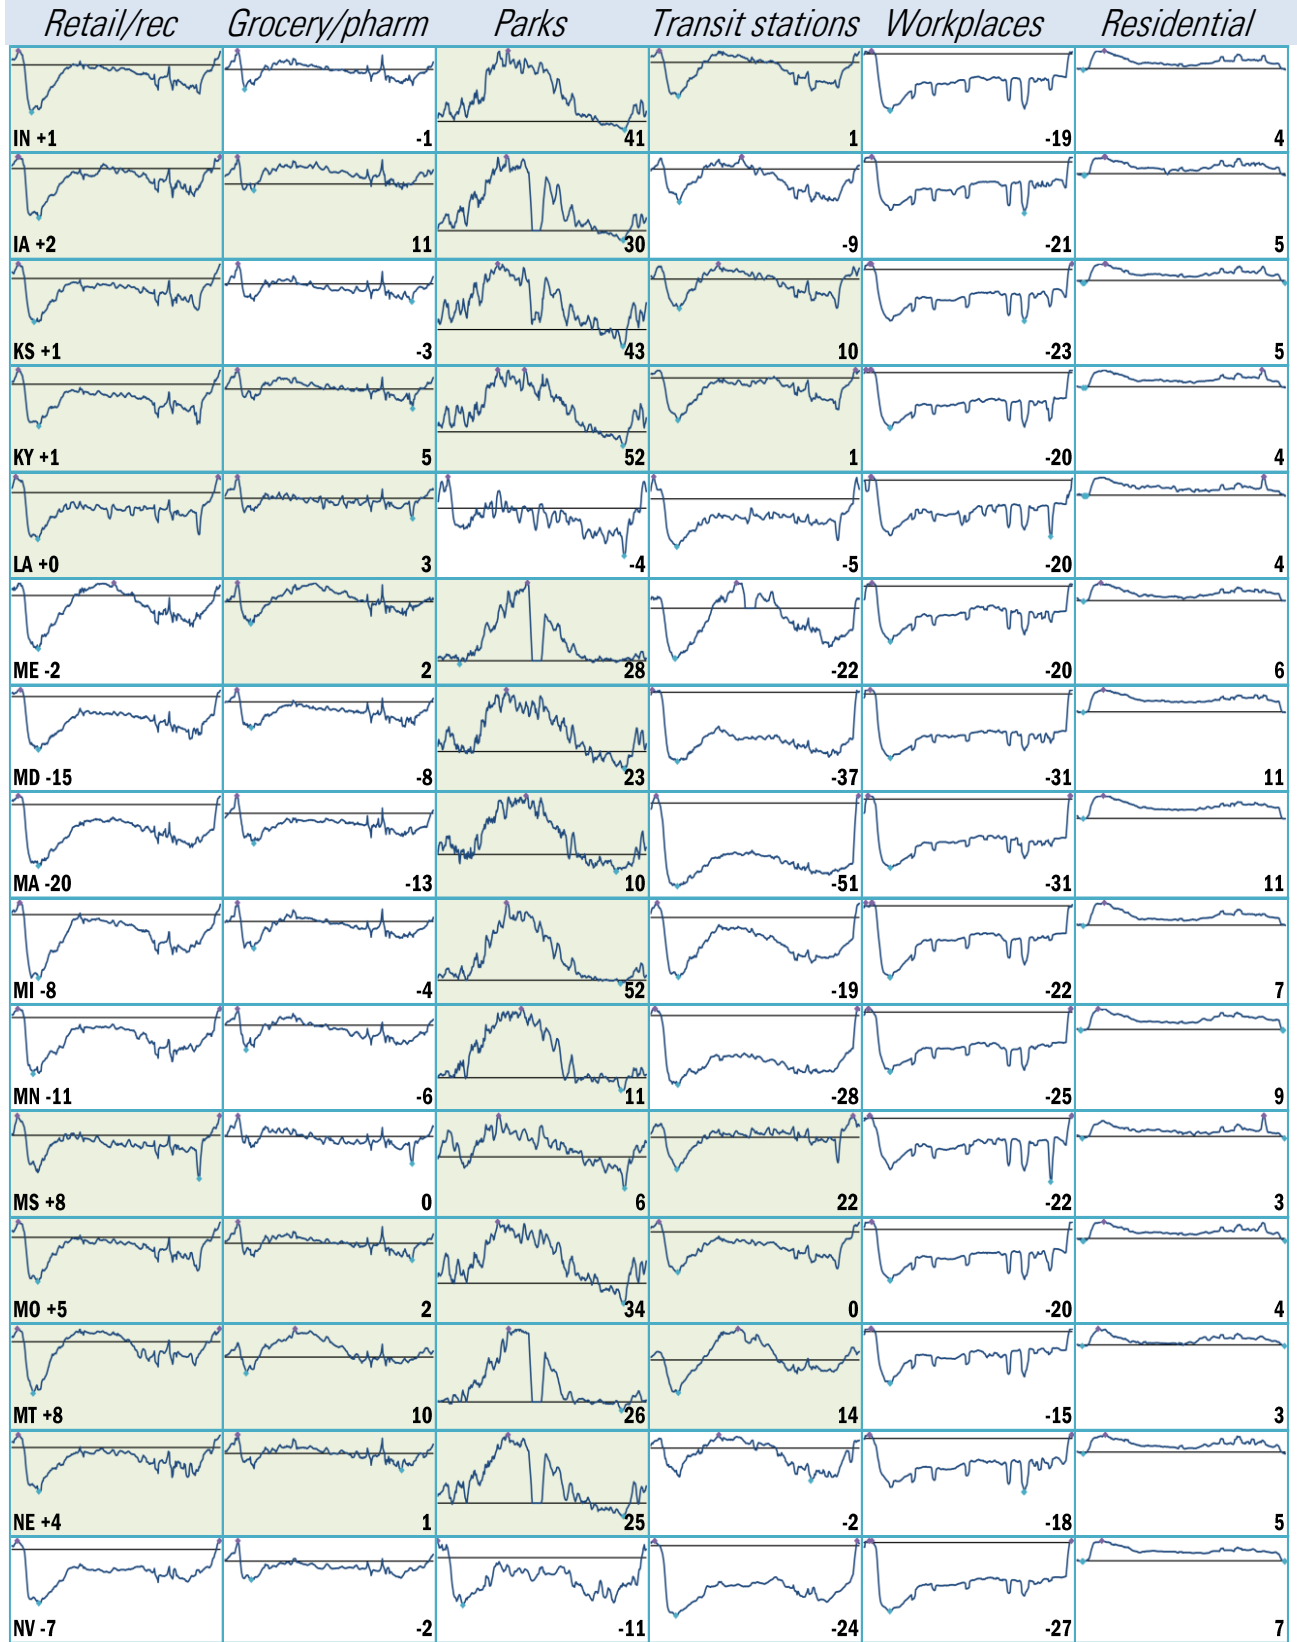 Retail/rec Grocery/pharm Parks Transit stations Workplaces Residential
IN +1 -1 41 1 -19 4
IA +2 11 30 -9 -21 5
KS +1 -3 43 10 -23 5
KY +1 5 52 1 -20 4
LA +0 3 -4 -5 -20 4
ME -2 2 28 -22 -20 6
MD -15 -8 23 -37 -31 11
MA -20 -13 10 -51 -31 11
MI -8 -4 52 -19 -22 7
MN -11 -6 11 -28 -25 9
MS +8 0 6 22 -22 3
MO +5 2 34 0 -20 4
MT +8 10 26 14 -15 3
NE +4 1 25 -2 -18 5
NV -7 -2 -11 -24 -27 7